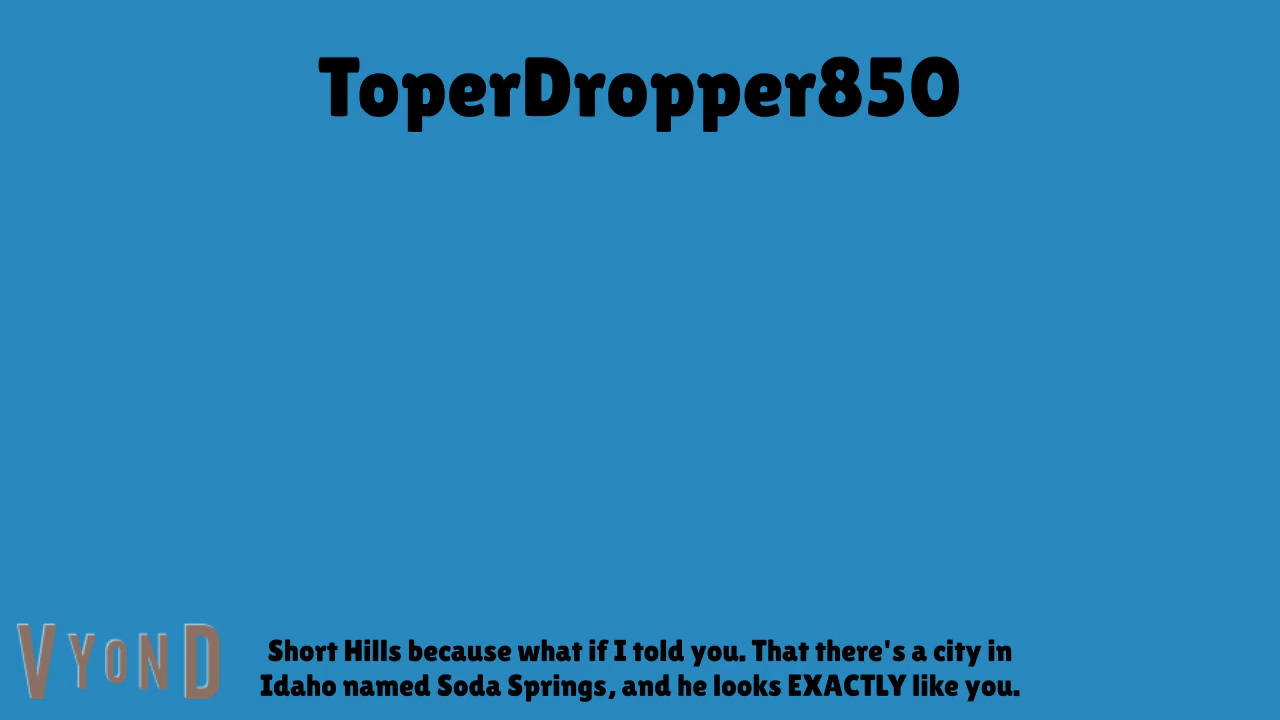 ToperDropper850
Short Hills because what if I told you. That there's a city in
Idaho named Soda Springs, and he looks EXACTLY like you.
VYOND